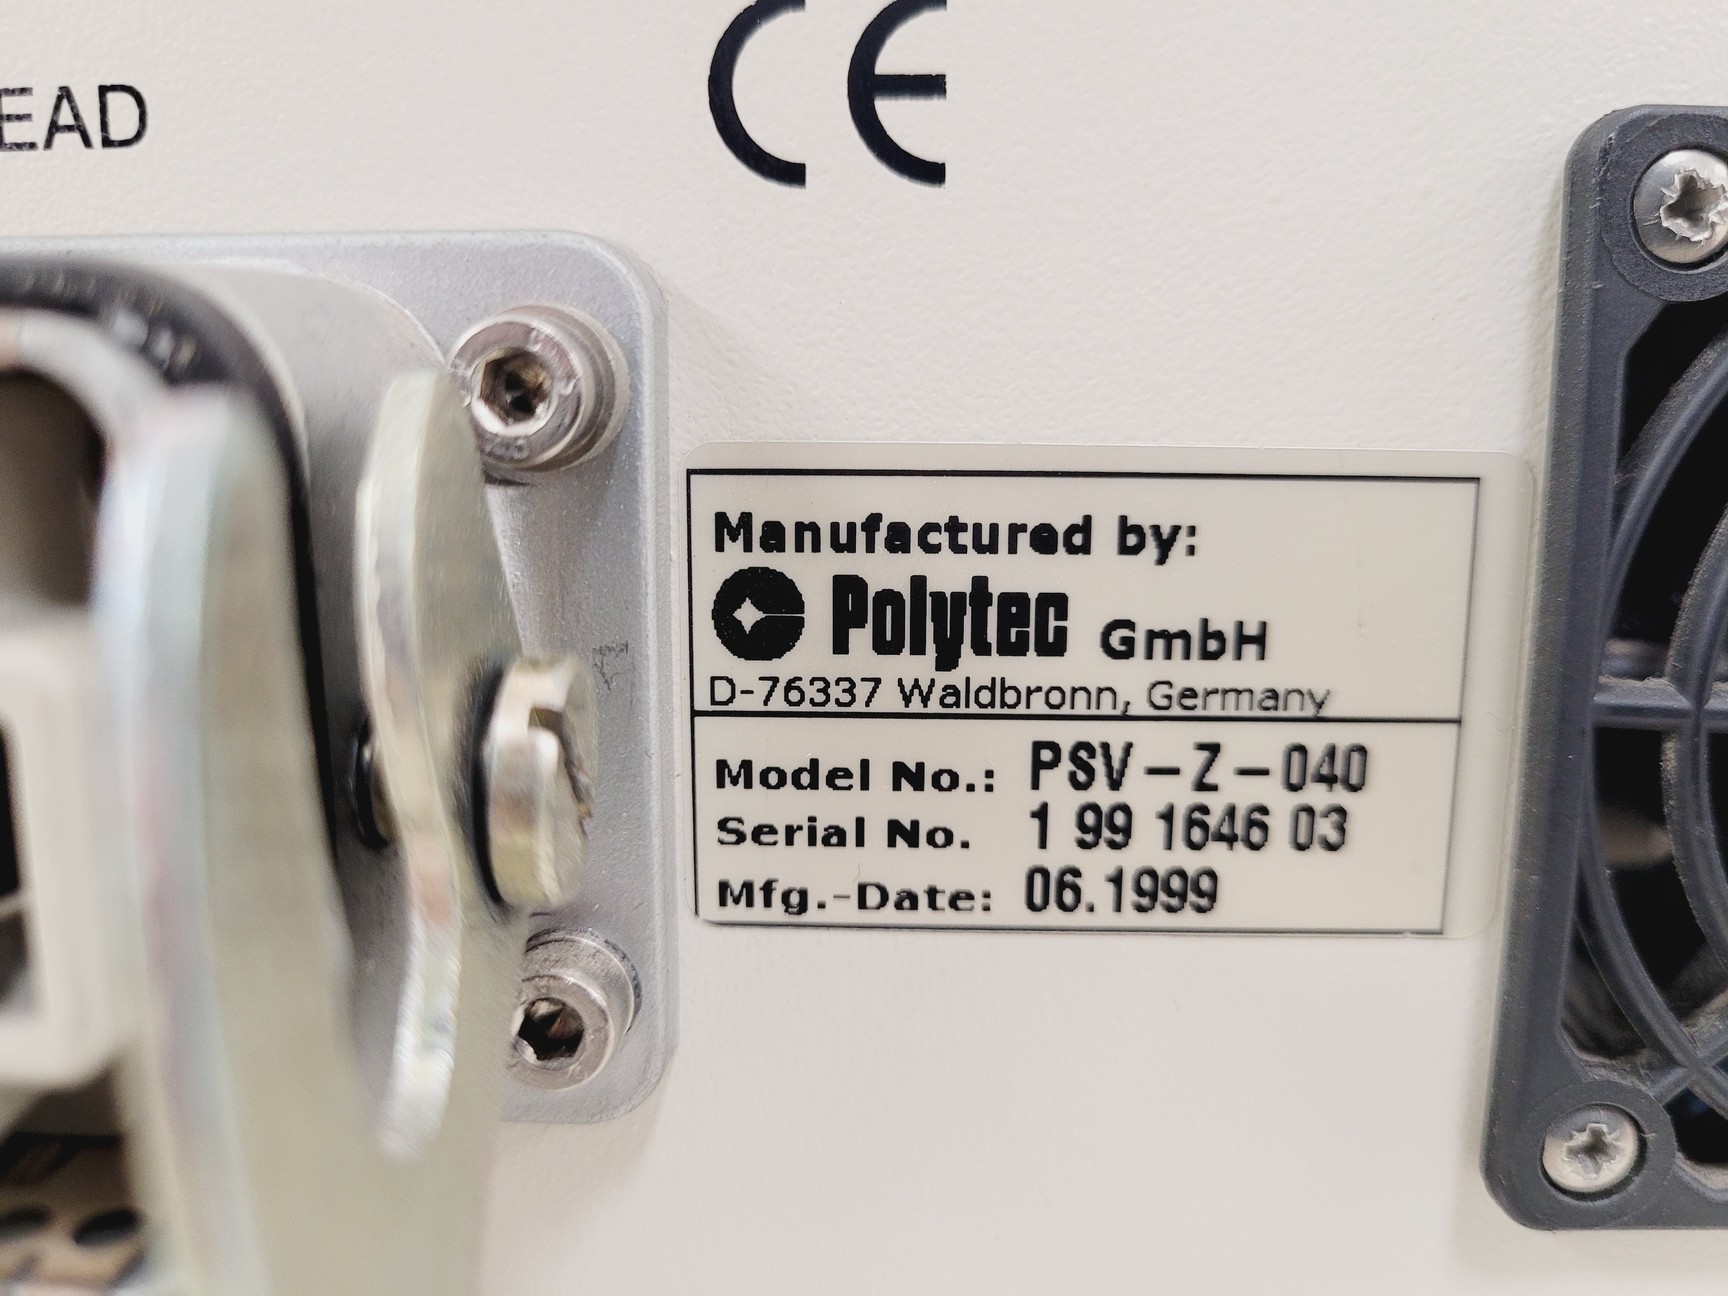 CE
EAD
Manufactured by:
Polytec GmbH
D-76337 Waldbronn, Germany
Model No.: PSV-Z-040
Serial No. 1 99 1646 03
Mfg.-Date: 06.1999